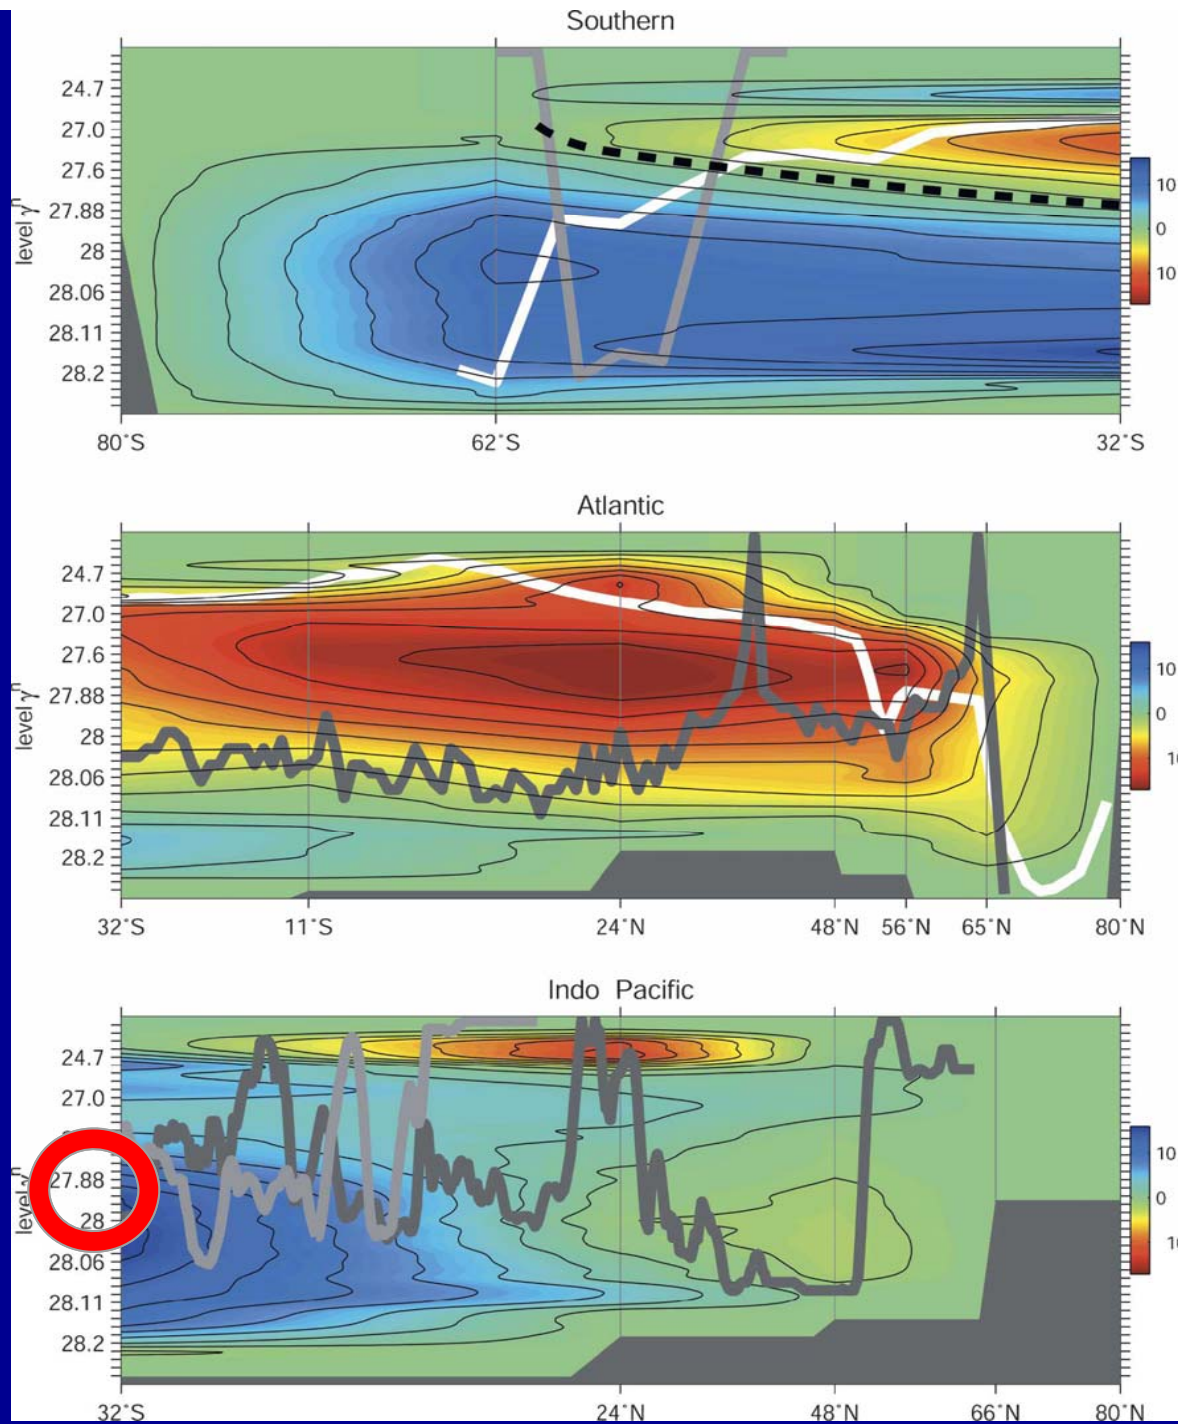 Southern
24.7
27.0
27.6
27.88
28
28.06
28.11
28.2
level γⁿ
10
0
10
80°S
62°S
32°S
Atlantic
24.7
27.0
27.6
27.88
28
28.06
28.11
28.2
level γⁿ
10
0
10
32°S
11°S
24°N
48°N
56°N
65°N
80°N
Indo Pacific
24.7
27.0
27.88
28
28.06
28.11
28.2
level γⁿ
10
0
10
32°S
24°N
48°N
66°N
80°N